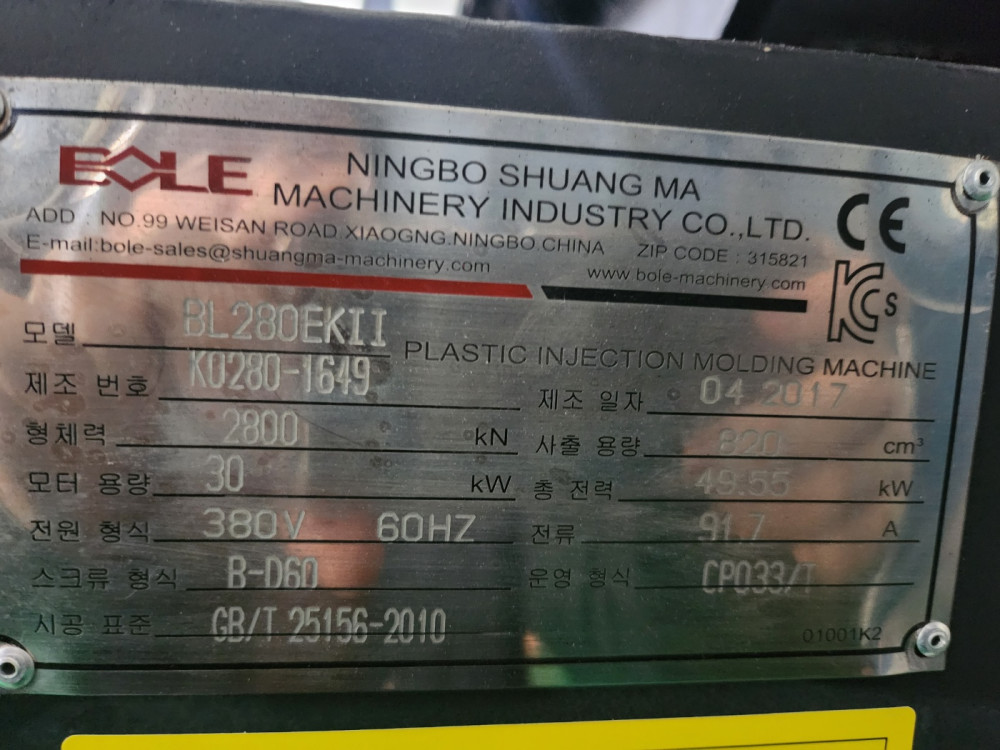 BOLE
NINGBO SHUANG MA
MACHINERY INDUSTRY CO.,LTD.
ADD : NO.99 WEISAN ROAD XIAOGNG.NINGBO.CHINA ZIP CODE : 315821
E-mail:bole-sales@shuangma-machinery.com www.bole-machinery.com
CE
KCs
모델 BL280EKII
PLASTIC INJECTION MOLDING MACHINE
제조 번호 K0280-1649 제조 일자 04.2017
형체력 2800 kN 사출 용량 820 cm³
모터 용량 30 kW 총 전력 49.55 kW
전원 형식 380V 60HZ 전류 91.7 A
스크류 형식 B-D60 운영 형식 CP033/T
시공 표준 GB/T 25156-2010
01001K2